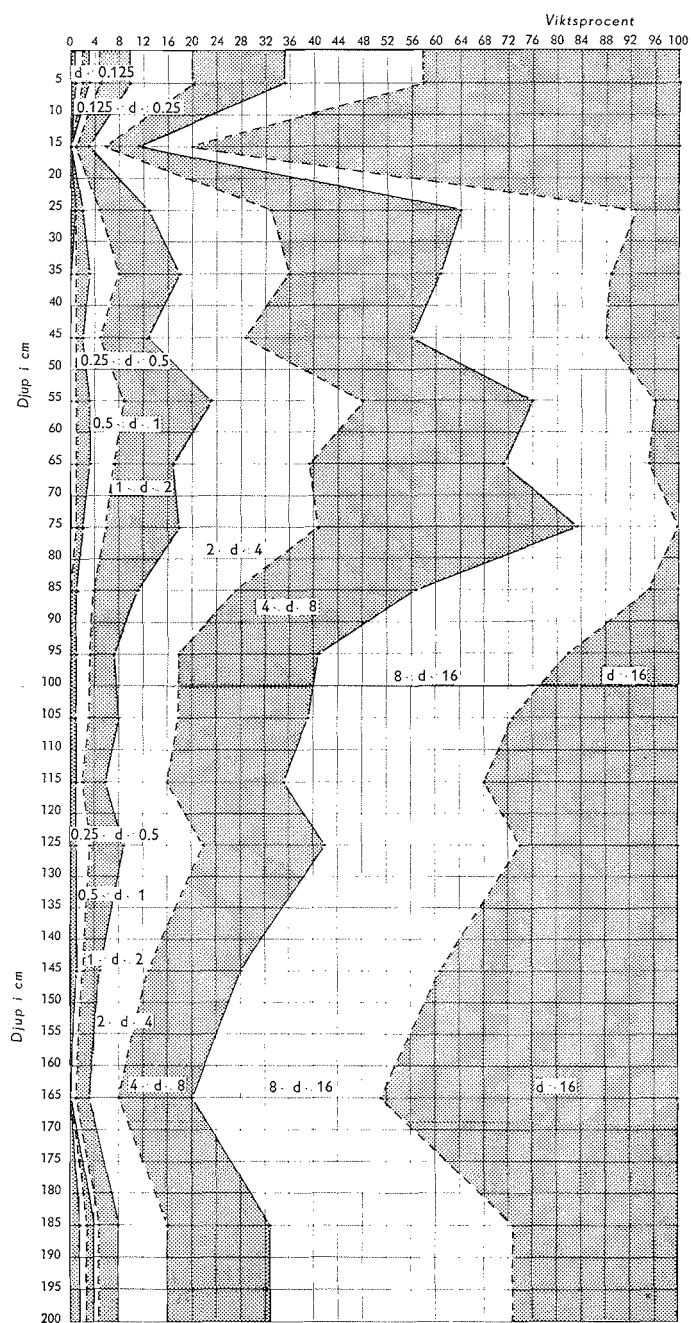 Viktsprocent
0 4 8 12 16 20 24 28 32 36 40 44 48 52 56 60 64 68 72 76 80 84 88 92 96 100
d · 0.125
5
0.125 · d · 0.25
10
15
20
25
30
35
40
45
Djup i cm
0.25 · d · 0.5
50
55
0.5 · d · 1
60
65
1 · d · 2
70
75
2 · d · 4
80
85
4 · d · 8
90
95
8 · d · 16
d · 16
100
105
110
115
120
0.25 · d · 0.5
125
130
0.5 · d · 1
135
140
1 · d · 2
145
150
Djup i cm
2 · d · 4
155
160
4 · d · 8
8 · d · 16
d · 16
165
170
175
180
185
190
195
200